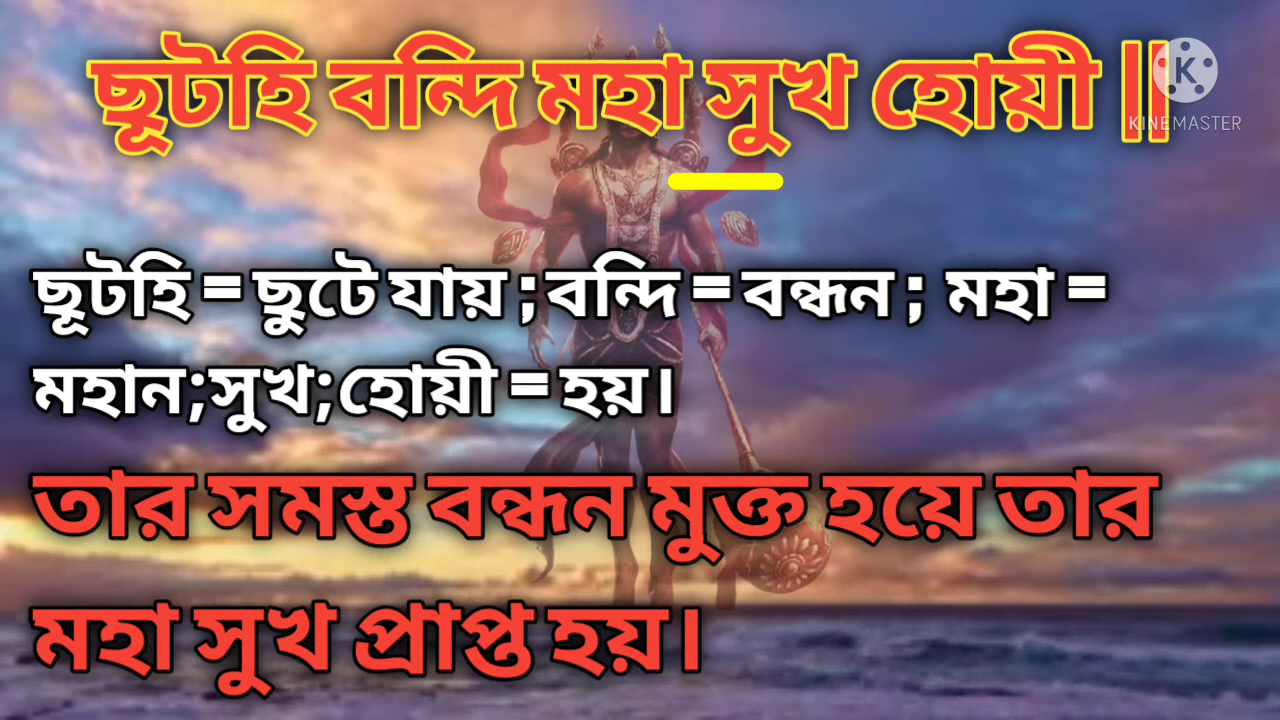 ছূটহি বন্দি মহা সুখ হোয়ী ||
KINEMASTER
ছূটহি = ছুটে যায় ; বন্দি = বন্ধন ; মহা =
মহান;সুখ;হোয়ী = হয়।
তার সমস্ত বন্ধন মুক্ত হয়ে তার
মহা সুখ প্রাপ্ত হয়।